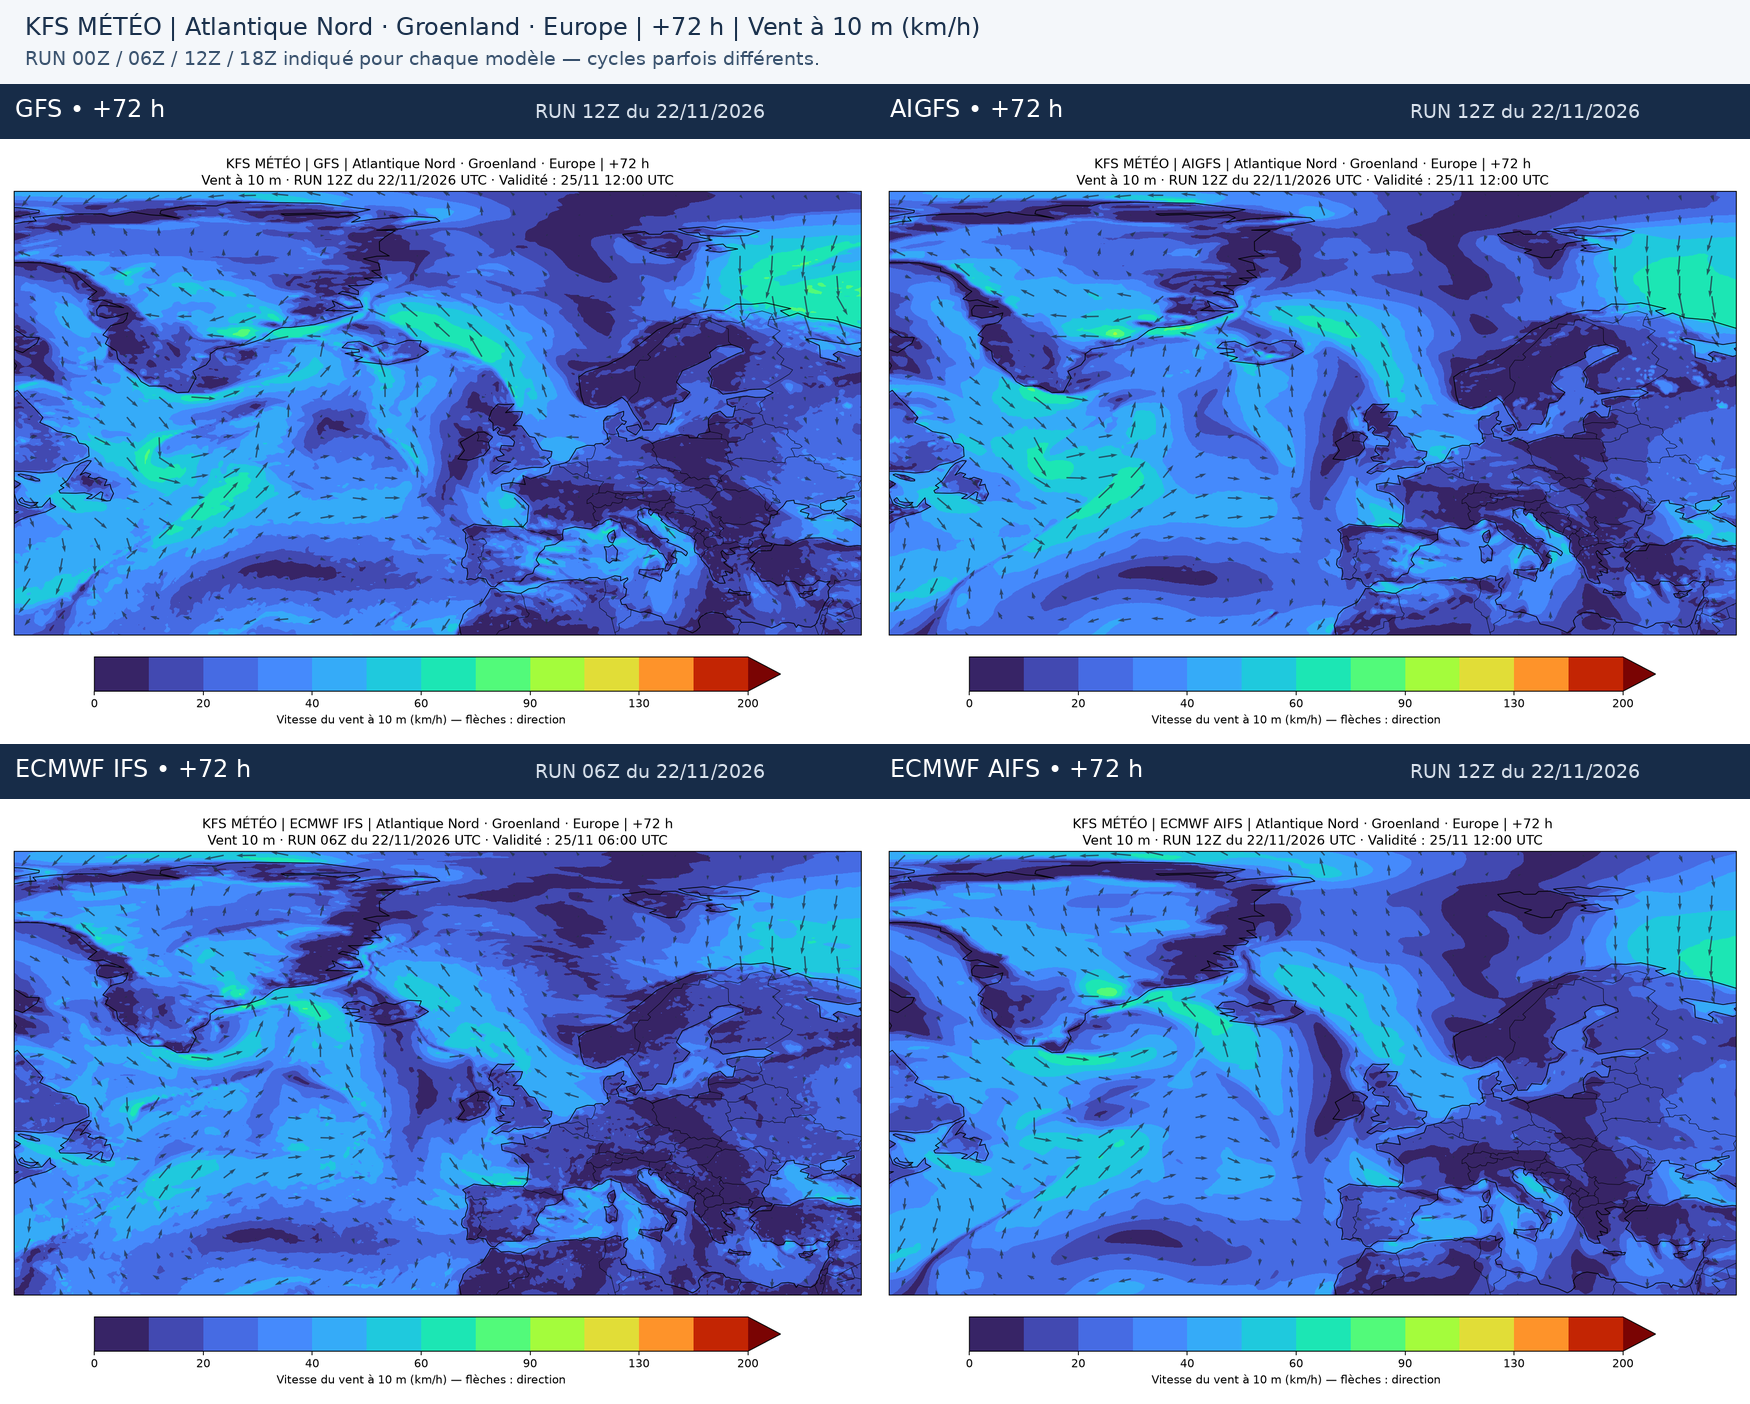 KFS MÉTÉO | Atlantique Nord · Groenland · Europe | +72 h | Vent à 10 m (km/h)
RUN 00Z / 06Z / 12Z / 18Z indiqué pour chaque modèle — cycles parfois différents.
GFS • +72 h RUN 12Z du 22/11/2026
KFS MÉTÉO | GFS | Atlantique Nord · Groenland · Europe | +72 h
Vent à 10 m · RUN 12Z du 22/11/2026 UTC · Validité : 25/11 12:00 UTC
0 20 40 60 90 130 200
Vitesse du vent à 10 m (km/h) — flèches : direction
AIGFS • +72 h RUN 12Z du 22/11/2026
KFS MÉTÉO | AIGFS | Atlantique Nord · Groenland · Europe | +72 h
Vent à 10 m · RUN 12Z du 22/11/2026 UTC · Validité : 25/11 12:00 UTC
0 20 40 60 90 130 200
Vitesse du vent à 10 m (km/h) — flèches : direction
ECMWF IFS • +72 h RUN 06Z du 22/11/2026
KFS MÉTÉO | ECMWF IFS | Atlantique Nord · Groenland · Europe | +72 h
Vent 10 m · RUN 06Z du 22/11/2026 UTC · Validité : 25/11 06:00 UTC
0 20 40 60 90 130 200
Vitesse du vent à 10 m (km/h) — flèches : direction
ECMWF AIFS • +72 h RUN 12Z du 22/11/2026
KFS MÉTÉO | ECMWF AIFS | Atlantique Nord · Groenland · Europe | +72 h
Vent 10 m · RUN 12Z du 22/11/2026 UTC · Validité : 25/11 12:00 UTC
0 20 40 60 90 130 200
Vitesse du vent à 10 m (km/h) — flèches : direction